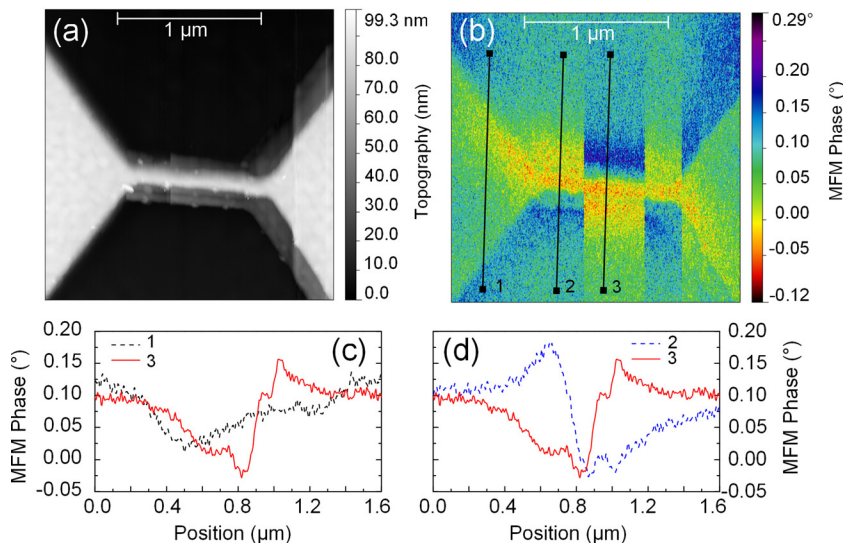 (a)
1 µm
99.3 nm
80.0
70.0
60.0
50.0
40.0
30.0
20.0
10.0
0.0
Topography (nm)
(b)
1 µm
1
2
3
0.29°
0.20
0.15
0.10
0.05
0.00
-0.05
-0.12
MFM Phase (°)
(c)
1
3
0.20
0.15
0.10
0.05
0.00
-0.05
MFM Phase (°)
0.0 0.4 0.8 1.2 1.6
Position (µm)
(d)
2
3
0.20
0.15
0.10
0.05
0.00
-0.05
MFM Phase (°)
0.0 0.4 0.8 1.2 1.6
Position (µm)